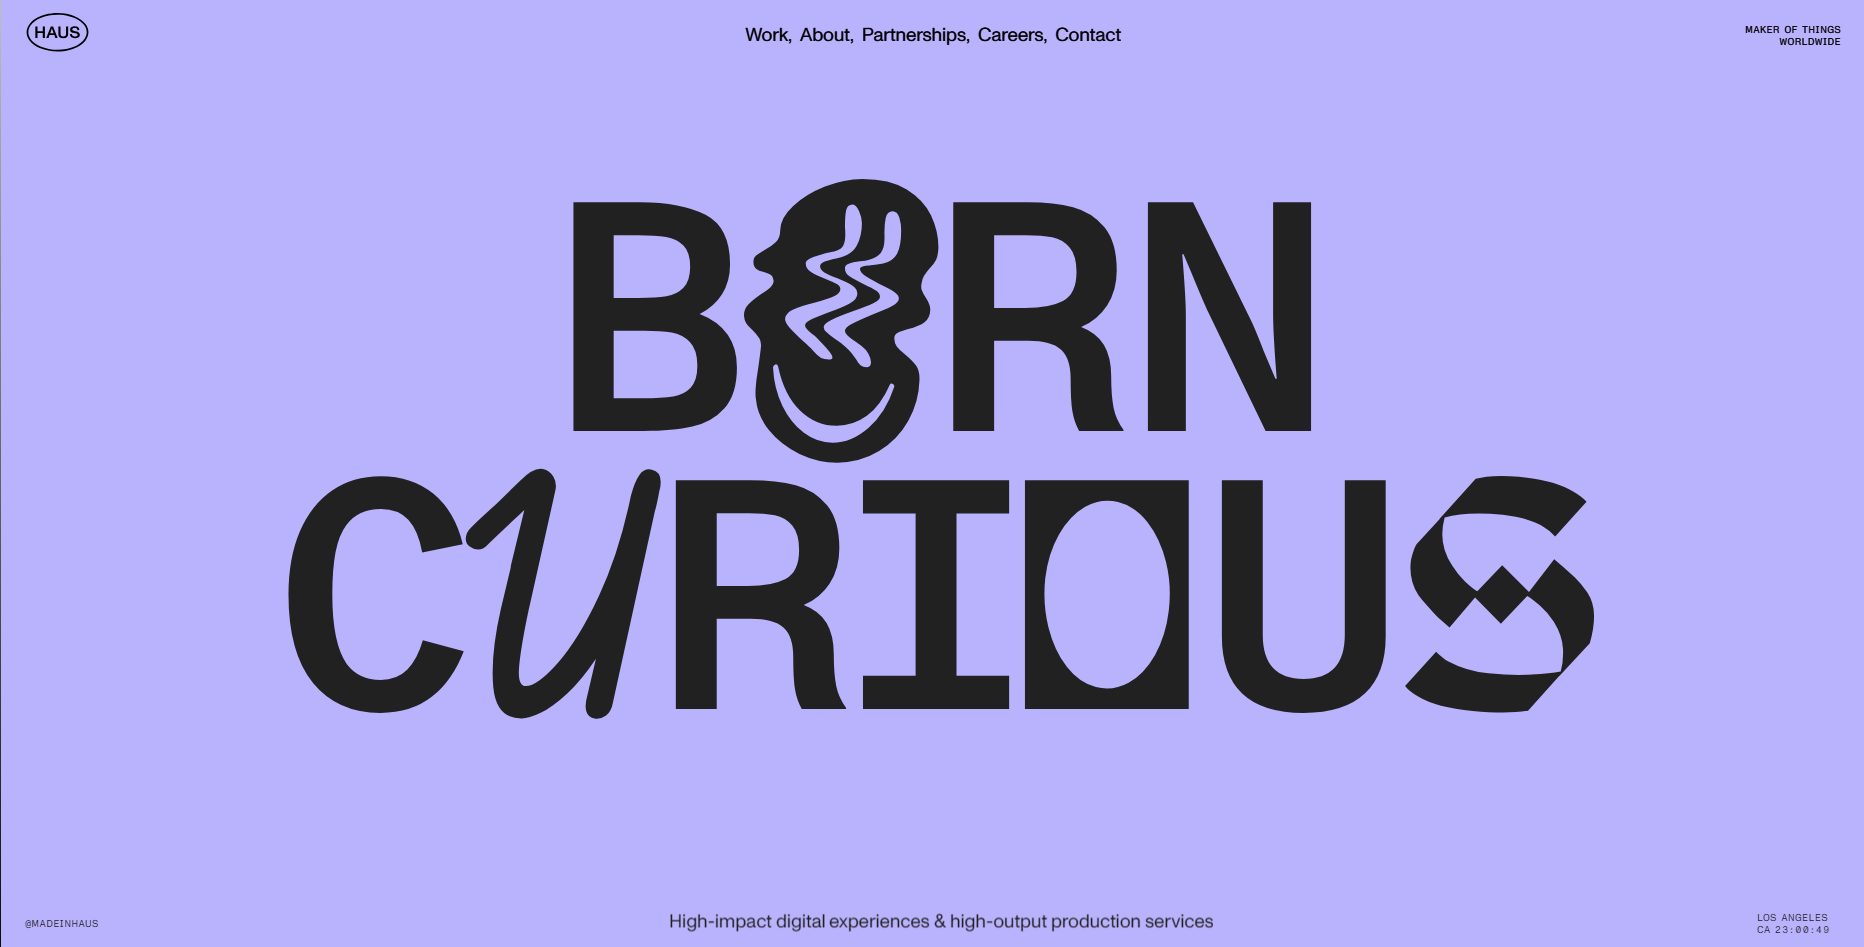 HAUS
Work, About, Partnerships, Careers, Contact
MAKER OF THINGS
WORLDWIDE
BORN
CURIOUS
@MADEINHAUS
High-impact digital experiences & high-output production services
LOS ANGELES
CA 23:00:49